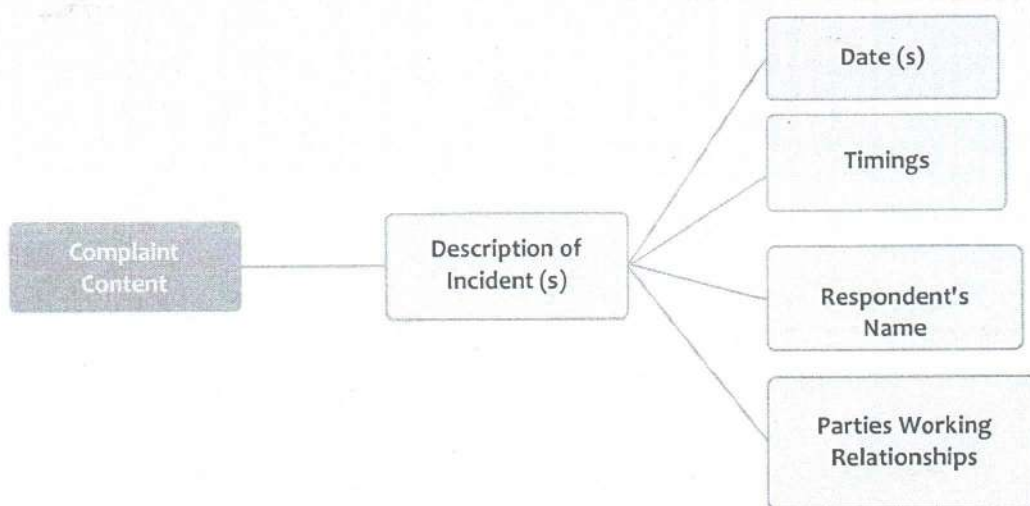 Complaint
Content
Description of
Incident (s)
Date (s)
Timings
Respondent's
Name
Parties Working
Relationships